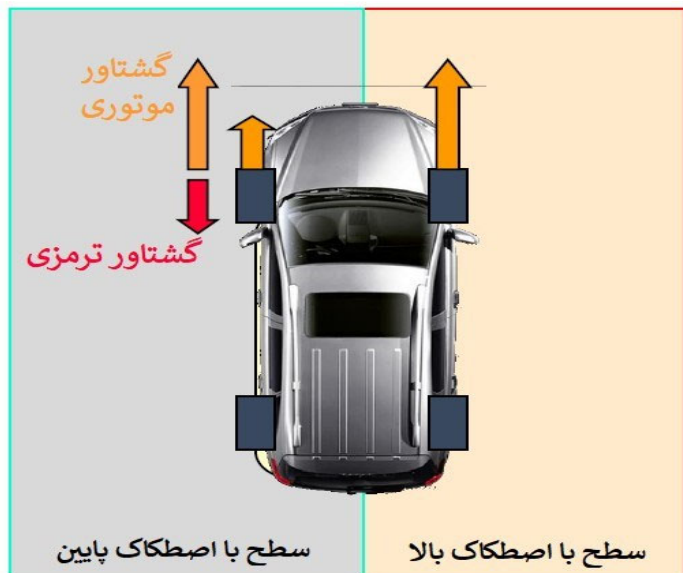 گشتاور
موتوری
گشتاور ترمزی
سطح با اصطکاک بالا
سطح با اصطکاک پایین